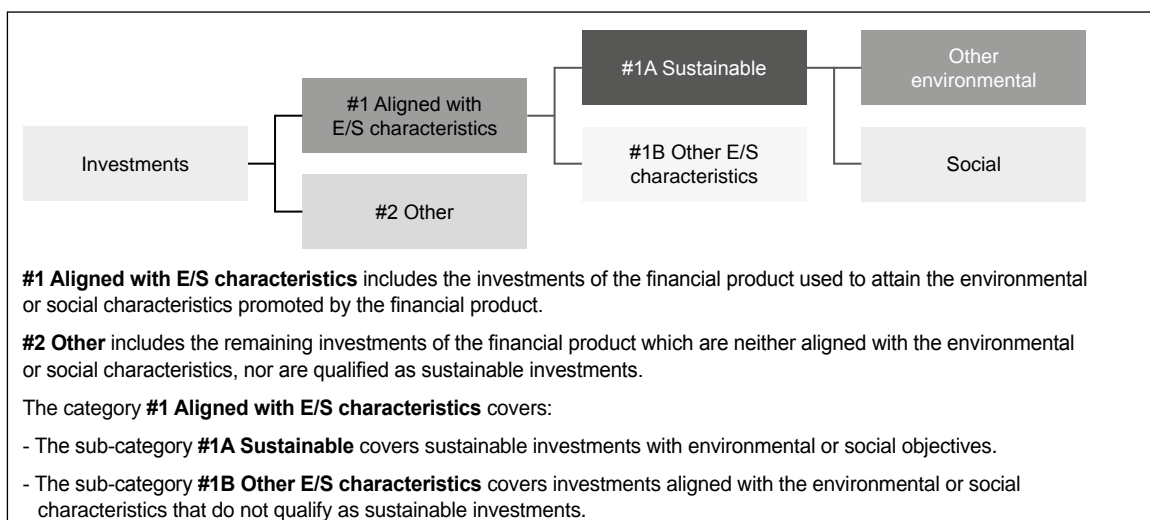 #1A Sustainable
Other
environmental
#1 Aligned with
E/S characteristics
Investments
#1B Other E/S
characteristics
Social
#2 Other
#1 Aligned with E/S characteristics includes the investments of the financial product used to attain the environmental
or social characteristics promoted by the financial product.
#2 Other includes the remaining investments of the financial product which are neither aligned with the environmental
or social characteristics, nor are qualified as sustainable investments.
The category #1 Aligned with E/S characteristics covers:
- The sub-category #1A Sustainable covers sustainable investments with environmental or social objectives.
- The sub-category #1B Other E/S characteristics covers investments aligned with the environmental or social
characteristics that do not qualify as sustainable investments.